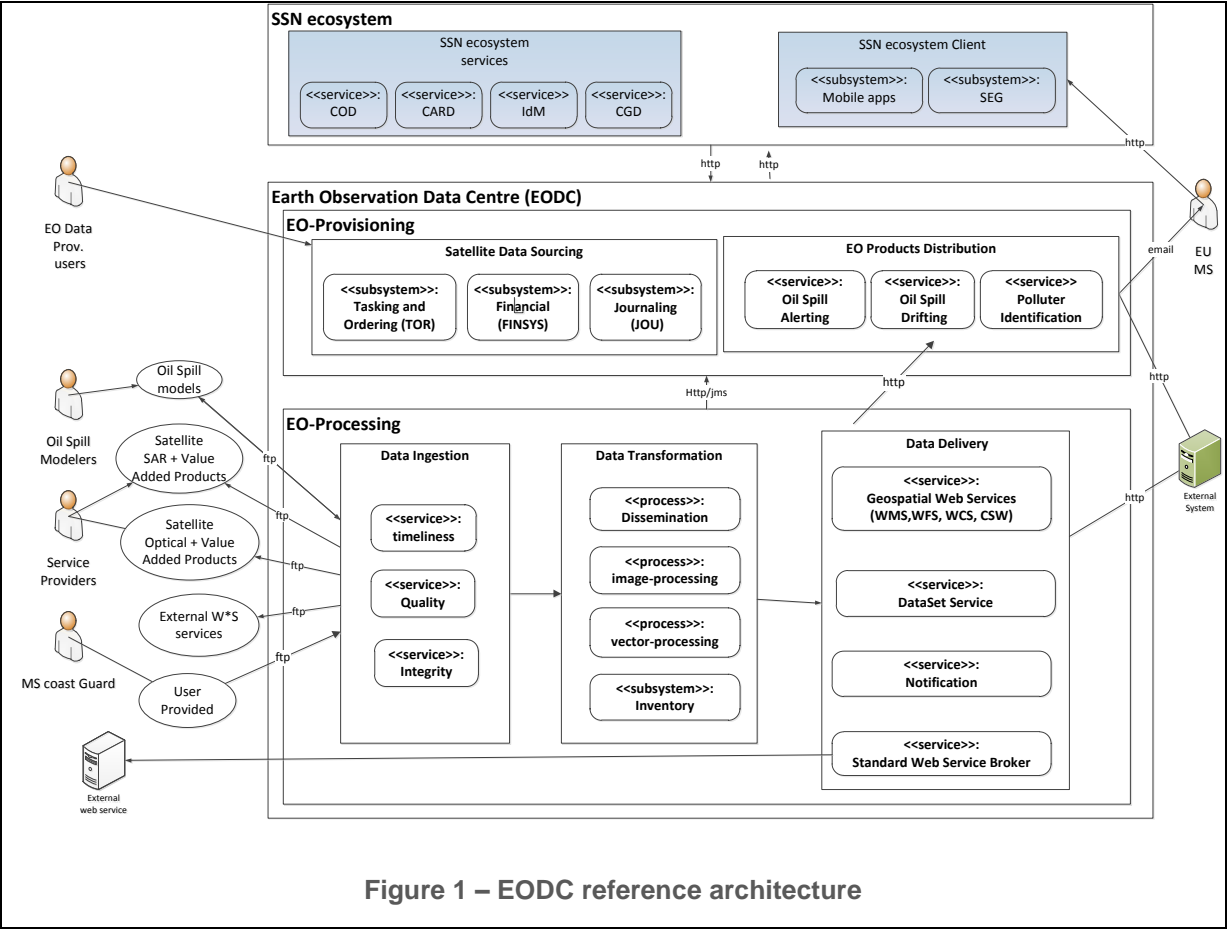 SSN ecosystem
SSN ecosystem
services
<<service>>:
COD
<<service>>:
CARD
<<service>>
IdM
<<service>>:
CGD
SSN ecosystem Client
<<subsystem>>:
Mobile apps
<<subsystem>>:
SEG
http
http
http
EO Data
Prov.
users
Earth Observation Data Centre (EODC)
EO-Provisioning
Satellite Data Sourcing
<<subsystem>>:
Tasking and
Ordering (TOR)
<<subsystem>>:
Financial
(FINSYS)
<<subsystem>>:
Journaling
(JOU)
EO Products Distribution
<<service>>:
Oil Spill
Alerting
<<service>>:
Oil Spill
Drifting
<<service>>
Polluter
Identification
email
EU
MS
http
Http/jms
http
Oil Spill
models
Oil Spill
Modelers
ftp
Satellite
SAR + Value
Added Products
ftp
Satellite
Optical + Value
Added Products
ftp
Service
Providers
External W*S
services
ftp
MS coast Guard
User
Provided
ftp
External
web service
EO-Processing
Data Ingestion
<<service>>:
timeliness
<<service>>:
Quality
<<service>>:
Integrity
Data Transformation
<<process>>:
Dissemination
<<process>>:
image-processing
<<process>>:
vector-processing
<<subsystem>>:
Inventory
Data Delivery
<<service>>:
Geospatial Web Services
(WMS,WFS, WCS, CSW)
<<service>>:
DataSet Service
<<service>>:
Notification
<<service>>:
Standard Web Service Broker
http
External
System
Figure 1 – EODC reference architecture